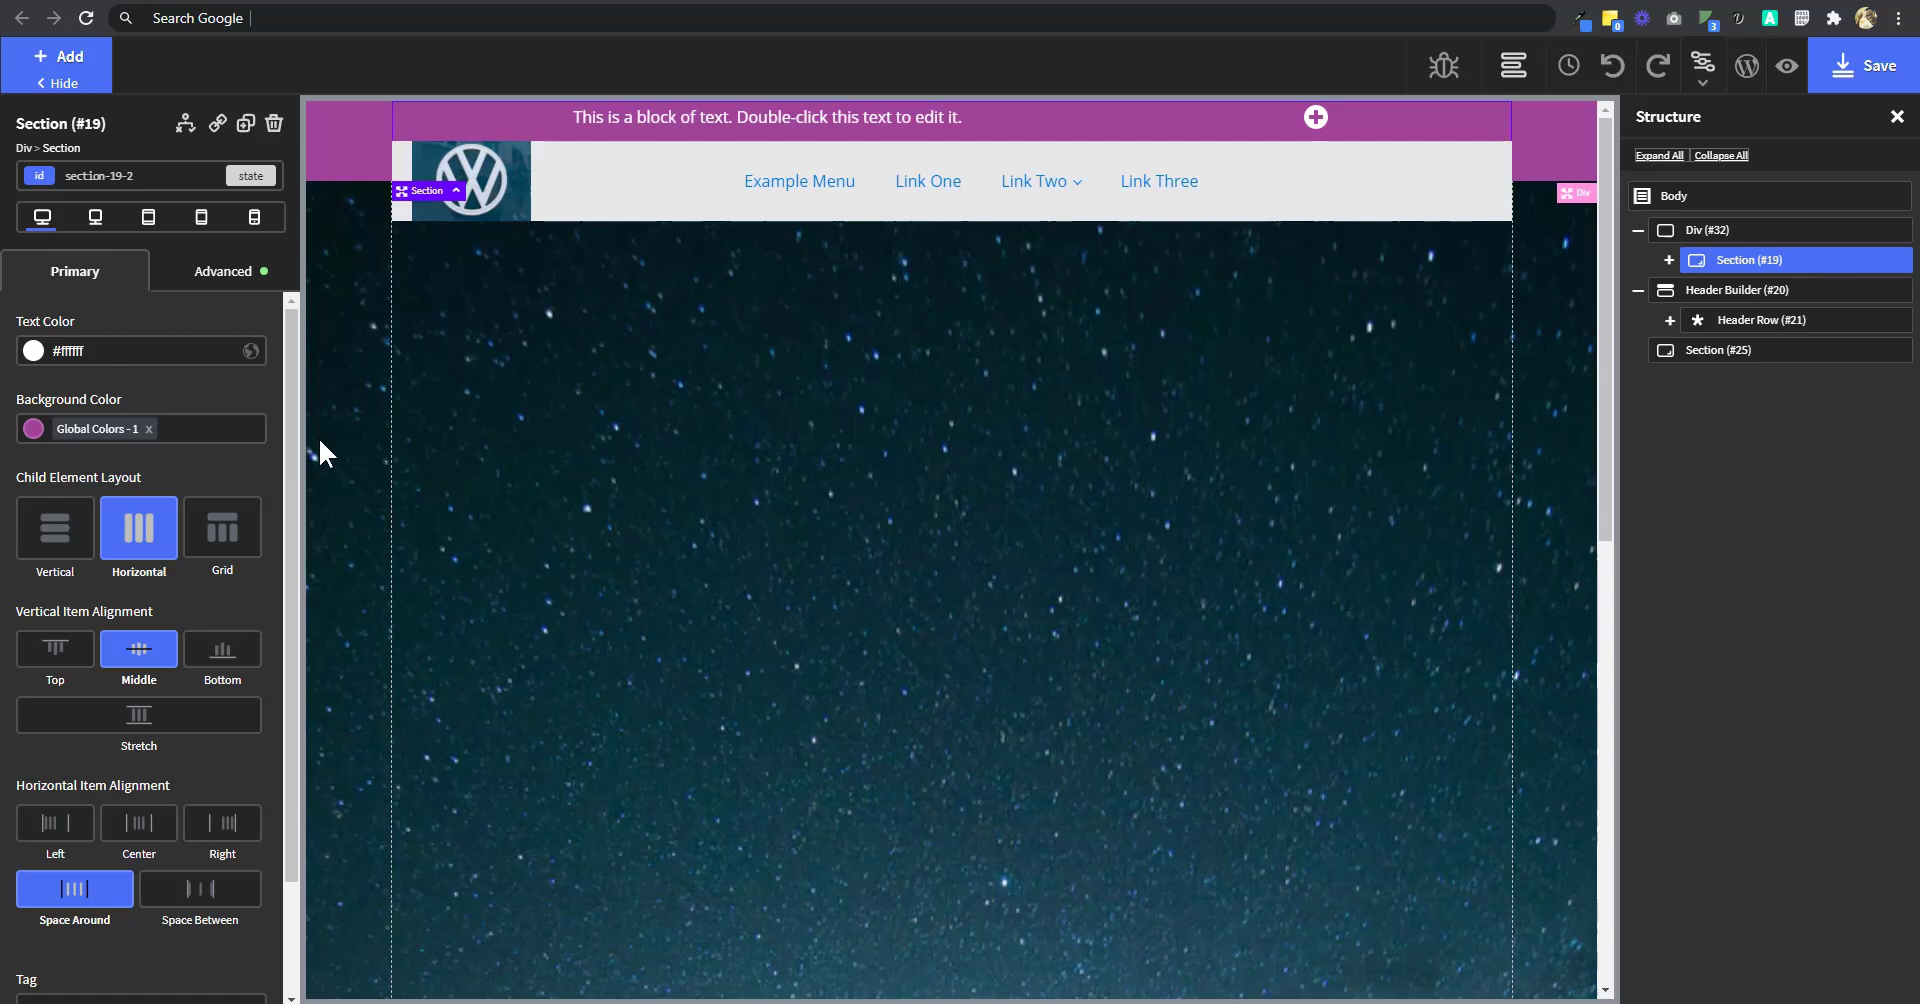 Search Google
0
3
+ Add
< Hide
Save
Section (#19)
Div > Section
id section-19-2 state
Primary
Advanced
Text Color
#ffffff
Background Color
Global Colors - 1 x
Child Element Layout
Vertical
Horizontal
Grid
Vertical Item Alignment
Top
Middle
Bottom
Stretch
Horizontal Item Alignment
Left
Center
Right
Space Around
Space Between
Tag
This is a block of text. Double-click this text to edit it.
Example Menu
Link One
Link Two
Link Three
Section
Div
Structure
Expand All | Collapse All
Body
Div (#32)
Section (#19)
Header Builder (#20)
Header Row (#21)
Section (#25)